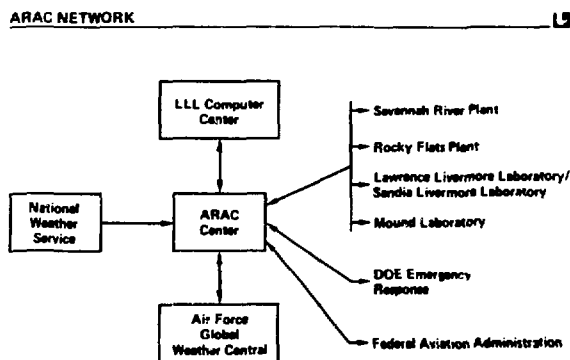 ARAC NETWORK
LLL Computer
Center
National
Weather
Service
ARAC
Center
Air Force
Global
Weather Central
Savannah River Plant
Rocky Flats Plant
Lawrence Livermore Laboratory/
Sandia Livermore Laboratory
Mound Laboratory
DOE Emergency
Response
Federal Aviation Administration